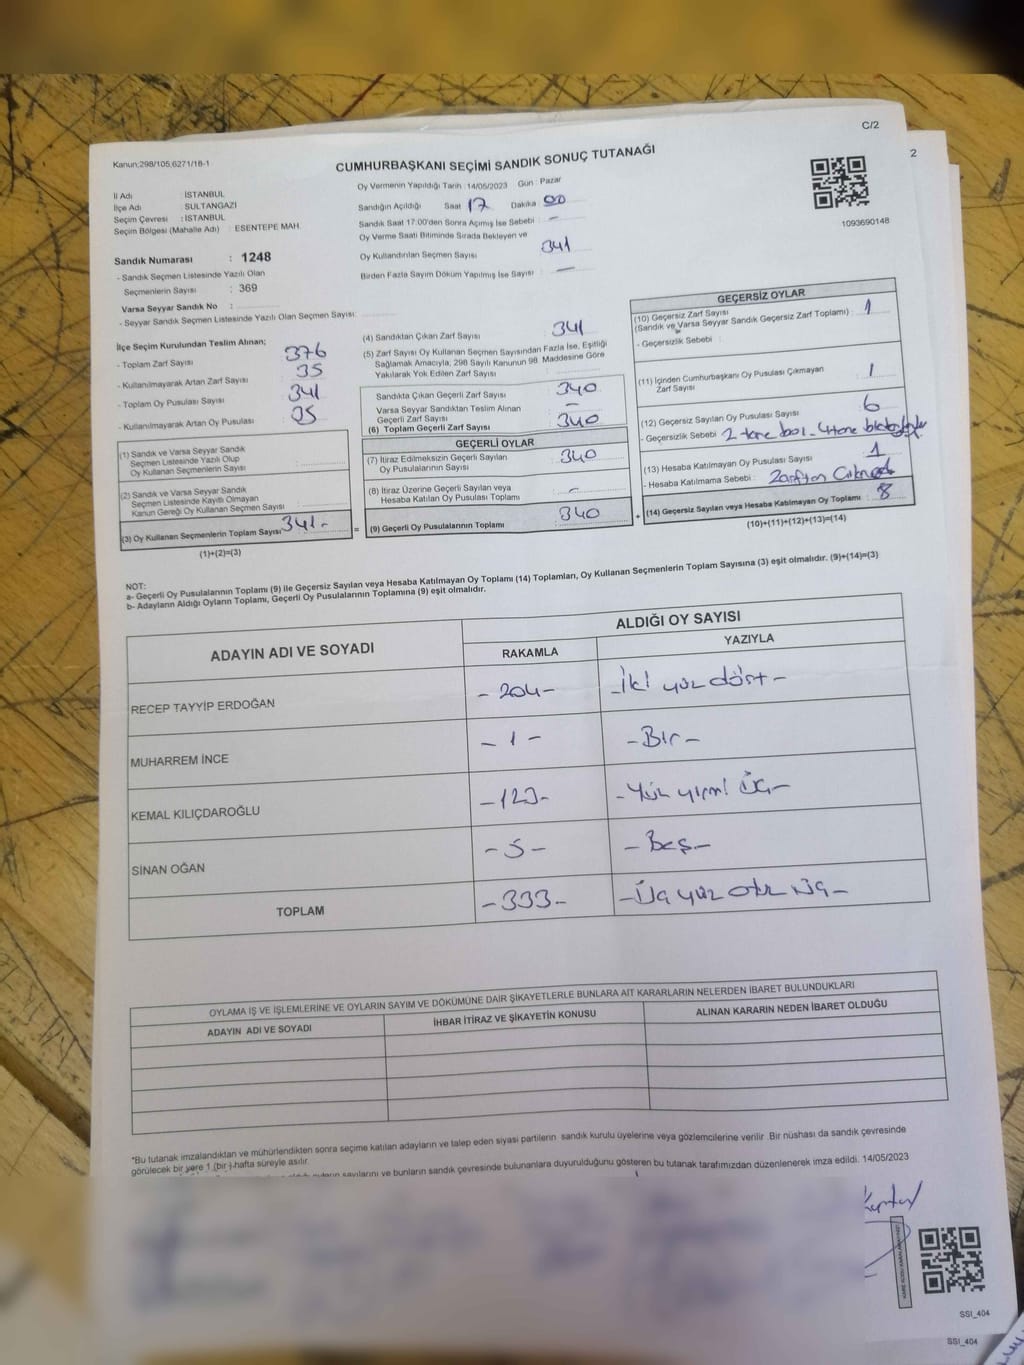 C/2
2
Kanun:298/105,6271/18-1
CUMHURBAŞKANI SEÇİMİ SANDIK SONUÇ TUTANAĞI
1093690148
İl Adı : İSTANBUL
İlçe Adı : SULTANGAZİ
Seçim Çevresi : İSTANBUL
Seçim Bölgesi (Mahalle Adı) : ESENTEPE MAH.
Sandık Numarası : 1248
- Sandık Seçmen Listesinde Yazılı Olan
Seçmenlerin Sayısı : 369
Varsa Seyyar Sandık No :
- Seyyar Sandık Seçmen Listesinde Yazılı Olan Seçmen Sayısı:
Oy Vermenin Yapıldığı Tarih :14/05/2023 Gün : Pazar
Sandığın Açıldığı Saat 17 Dakika 00
Sandık Saat 17:00'den Sonra Açımış İse Sebebi : -
Oy Verme Saati Bitiminde Sırada Bekleyen ve
Oy Kullandırılan Seçmen Sayısı 341
Birden Fazla Sayım Döküm Yapılmış İse Sayısı : -
İlçe Seçim Kurulundan Teslim Alınan;
- Toplam Zarf Sayısı 376
- Kullanılmayarak Artan Zarf Sayısı 35
- Toplam Oy Pusulası Sayısı 341
- Kullanılmayarak Artan Oy Pusulası 35
(1) Sandık ve Varsa Seyyar Sandık
Seçmen Listesinde Yazılı Olup
Oy Kullanan Seçmenlerin Sayısı :
(2) Sandık ve Varsa Seyyar Sandık
Seçmen Listesinde Kayıtlı Olmayan
Kanun Gereği Oy Kullanan Seçmen Sayısı :
(3) Oy Kullanan Seçmenlerin Toplam Sayısı 341- =
(1)+(2)=(3)
(4) Sandıktan Çıkan Zarf Sayısı 341
(5) Zarf Sayısı Oy Kullanan Seçmen Sayısından Fazla İse, Eşitliği
Sağlamak Amacıyla, 298 Sayılı Kanunun 98. Maddesine Göre
Yakılarak Yok Edilen Zarf Sayısı :
Sandıkta Çıkan Geçerli Zarf Sayısı 340
Varsa Seyyar Sandıktan Teslim Alınan
Geçerli Zarf Sayısı -
(6) Toplam Geçerli Zarf Sayısı 340
GEÇERLİ OYLAR
(7) İtiraz Edilmeksizin Geçerli Sayılan
Oy Pusulalarının Sayısı 340
(8) İtiraz Üzerine Geçerli Sayılan veya
Hesaba Katılan Oy Pusulası Toplamı -
(9) Geçerli Oy Pusulalarının Toplamı : 340 +
GEÇERSİZ OYLAR
(10) Geçersiz Zarf Sayısı
(Sandık ve Varsa Seyyar Sandık Geçersiz Zarf Toplamı) : 1
- Geçersizlik Sebebi :
(11) İçinden Cumhurbaşkanı Oy Pusulası Çıkmayan
Zarf Sayısı 1
(12) Geçersiz Sayılan Oy Pusulası Sayısı 6
- Geçersizlik Sebebi 2 tane
(13) Hesaba Katılmayan Oy Pusulası Sayısı 1
- Hesaba Katılmama Sebebi : Zarftan
(14) Geçersiz Sayılan veya Hesaba Katılmayan Oy Toplamı : 8
(10)+(11)+(12)+(13)=(14)
NOT:
a- Geçerli Oy Pusulalarının Toplamı (9) ile Geçersiz Sayılan veya Hesaba Katılmayan Oy Toplamı (14) Toplamları, Oy Kullanan Seçmenlerin Toplam Sayısına (3) eşit olmalıdır. (9)+(14)=(3)
b- Adayların Aldığı Oyların Toplamı, Geçerli Oy Pusulalarının Toplamına (9) eşit olmalıdır.
ADAYIN ADI VE SOYADI
ALDIĞI OY SAYISI
RAKAMLA YAZIYLA
RECEP TAYYİP ERDOĞAN -204- -İki yüz dört-
MUHARREM İNCE -1- -Bir-
KEMAL KILIÇDAROĞLU -123- -Yüz yirmi üç-
SİNAN OĞAN -5- -Beş-
TOPLAM -333- -Üç yüz otuz üç-
OYLAMA İŞ VE İŞLEMLERİNE VE OYLARIN SAYIM VE DÖKÜMÜNE DAİR ŞİKAYETLERLE BUNLARA AİT KARARLARIN NELERDEN İBARET BULUNDUKLARI
ADAYIN ADI VE SOYADI İHBAR İTİRAZ VE ŞİKAYETİN KONUSU ALINAN KARARIN NEDEN İBARET OLDUĞU
*Bu tutanak imzalandıktan ve mühürlendikten sonra seçime katılan adayların ve talep eden siyasi partilerin sandık kurulu üyelerine veya gözlemcilerine verilir .Bir nüshası da sandık çevresinde
görülecek bir yere 1 (bir )-hafta süreyle asılır.
sayılarını ve bunların sandık çevresinde bulunanlara duyurulduğunu gösteren bu tutanak tarafımızdan düzenlenerek imza edildi. 14/05/2023
SSI_404
SSI_404